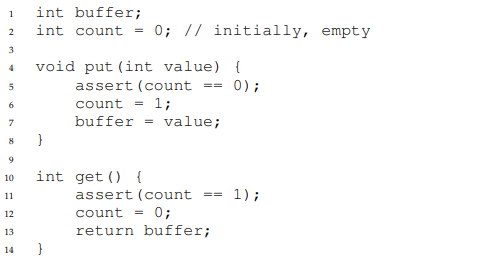 1 int buffer;
2 int count = 0; // initially, empty
3
4 void put(int value) {
5     assert(count == 0);
6     count = 1;
7     buffer = value;
8 }
9
10 int get() {
11     assert(count == 1);
12     count = 0;
13     return buffer;
14 }